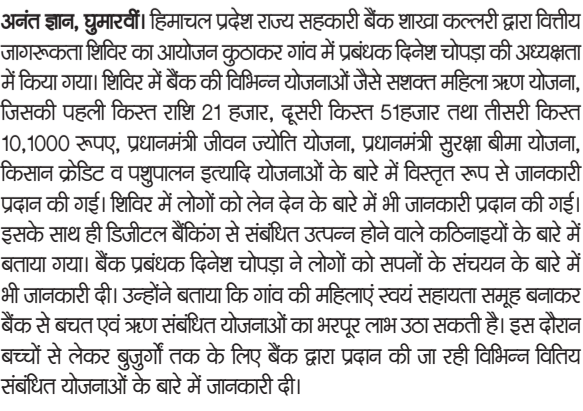 अनंत ज्ञान, घुमारवीं। हिमाचल प्रदेश राज्य सहकारी बैंक शाखा कल्लरी द्वारा वित्तीय
जागरूकता शिविर का आयोजन कुठाकर गांव में प्रबंधक दिनेश चोपड़ा की अध्यक्षता
में किया गया। शिविर में बैंक की विभिन्न योजनाओं जैसे सशक्त महिला ऋण योजना,
जिसकी पहली किस्त राशि 21 हजार, दूसरी किस्त 51हजार तथा तीसरी किस्त
10,1000 रूपए, प्रधानमंत्री जीवन ज्योति योजना, प्रधानमंत्री सुरक्षा बीमा योजना,
किसान क्रेडिट व पशुपालन इत्यादि योजनाओं के बारे में विस्तृत रूप से जानकारी
प्रदान की गई। शिविर में लोगों को लेन देन के बारे में भी जानकारी प्रदान की गई।
इसके साथ ही डिजीटल बैंकिंग से संबंधित उत्पन्न होने वाले कठिनाइयों के बारे में
बताया गया। बैंक प्रबंधक दिनेश चोपड़ा ने लोगों को सपनों के संचयन के बारे में
भी जानकारी दी। उन्होंने बताया कि गांव की महिलाएं स्वयं सहायता समूह बनाकर
बैंक से बचत एवं ऋण संबंधित योजनाओं का भरपूर लाभ उठा सकती है। इस दौरान
बच्चों से लेकर बुजुर्गों तक के लिए बैंक द्वारा प्रदान की जा रही विभिन्न वितिय
संबंधित योजनाओं के बारे में जानकारी दी।